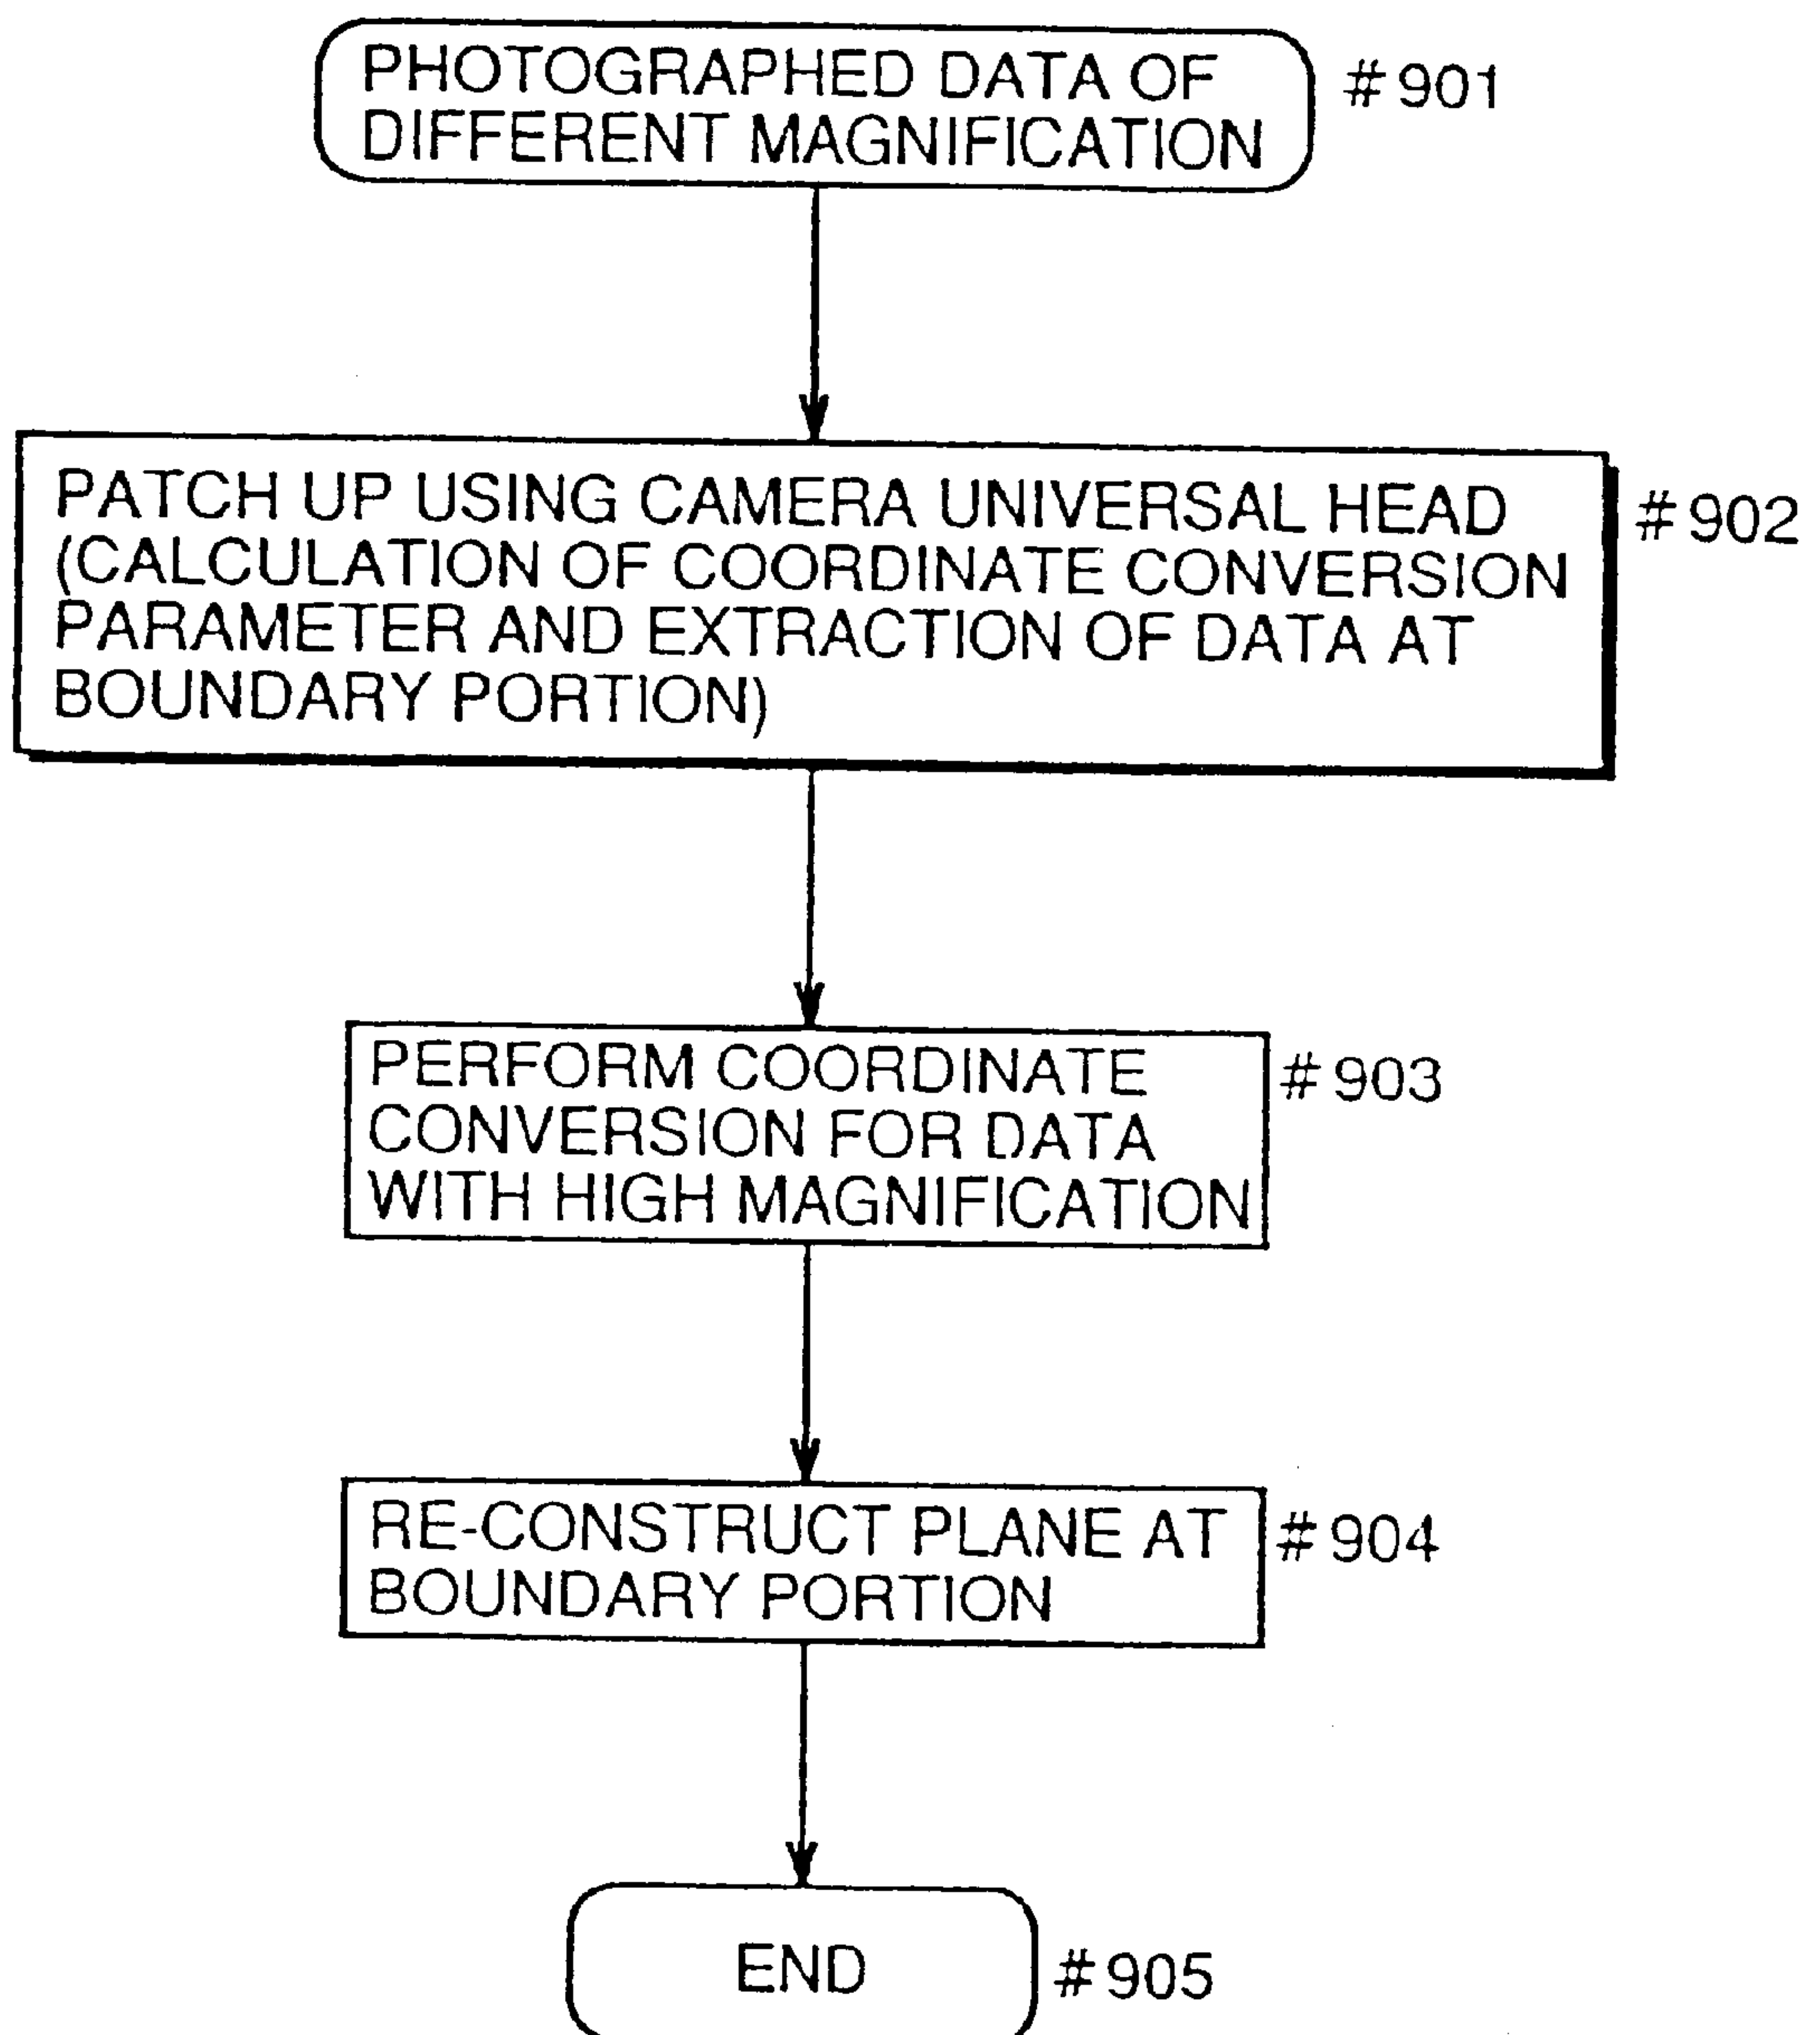 PHOTOGRAPHED DATA OF
DIFFERENT MAGNIFICATION
#901
PATCH UP USING CAMERA UNIVERSAL HEAD
(CALCULATION OF COORDINATE CONVERSION
PARAMETER AND EXTRACTION OF DATA AT
BOUNDARY PORTION)
#902
PERFORM COORDINATE
CONVERSION FOR DATA
WITH HIGH MAGNIFICATION
#903
RE-CONSTRUCT PLANE AT
BOUNDARY PORTION
#904
END
#905